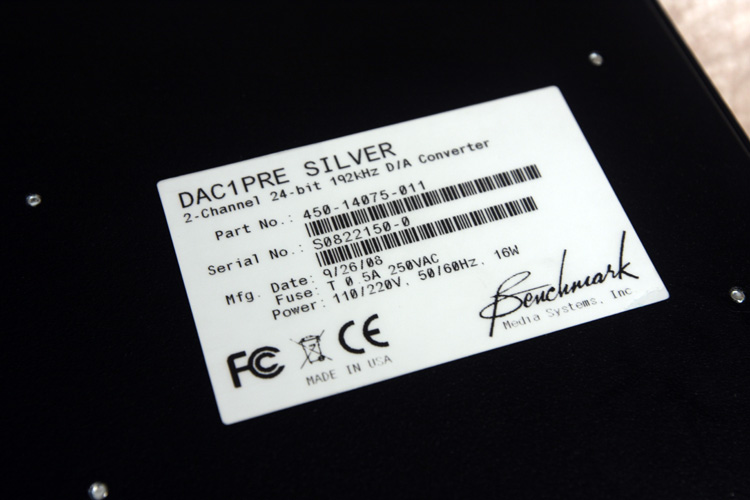 DAC1PRE SILVER
2-Channel 24-bit 192kHz D/A Converter
Part No.: 450-14075-011
Serial No.: S0822150-0
Mfg. Date: 9/26/08
Fuse: T 0.5A 250VAC
Power: 110/220V, 50/60Hz, 16W
Benchmark
Media Systems, Inc
FC CE
MADE IN USA